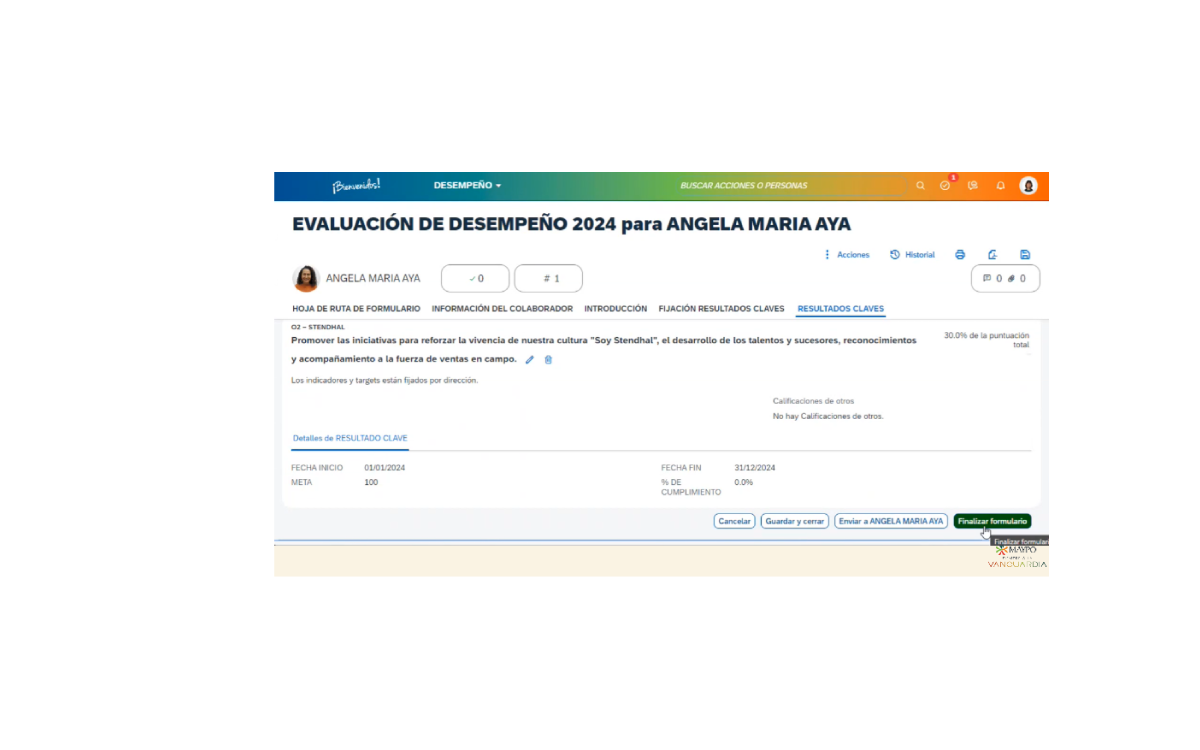 ¡Bienvenid@s!
DESEMPEÑO
BUSCAR ACCIONES O PERSONAS
1
EVALUACIÓN DE DESEMPEÑO 2024 para ANGELA MARIA AYA
Acciones Historial
ANGELA MARIA AYA
0
# 1
0 0
HOJA DE RUTA DE FORMULARIO INFORMACIÓN DEL COLABORADOR INTRODUCCIÓN FIJACIÓN RESULTADOS CLAVES RESULTADOS CLAVES
O2 – STENDHAL
Promover las iniciativas para reforzar la vivencia de nuestra cultura "Soy Stendhal", el desarrollo de los talentos y sucesores, reconocimientos
y acompañamiento a la fuerza de ventas en campo.
30.0% de la puntuación
total
Los indicadores y targets están fijados por dirección.
Calificaciones de otros
No hay Calificaciones de otros.
Detalles de RESULTADO CLAVE
FECHA INICIO 01/01/2024
FECHA FIN 31/12/2024
META 100
% DE
CUMPLIMIENTO
0.0%
Cancelar Guardar y cerrar Enviar a ANGELA MARIA AYA Finalizar formulario
Finalizar formulario
MAYPO
VANGUARDIA